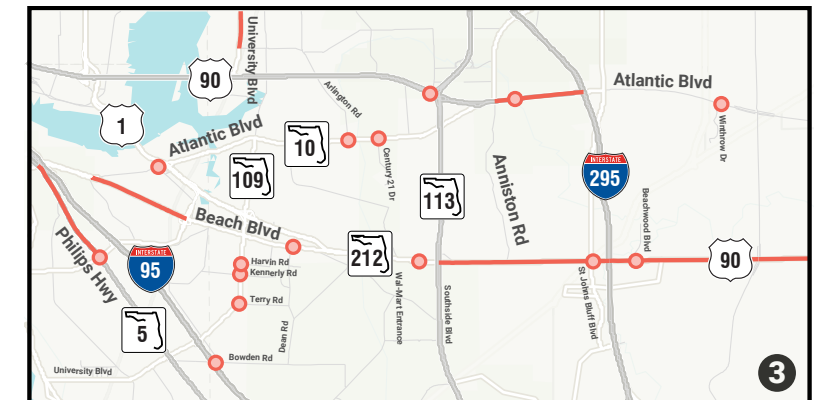 University Blvd
90
Atlantic Blvd
Arlington Rd
1
Atlantic Blvd
10
Winthrow Dr
Century 21 Dr
109
113
INTERSTATE
295
Anniston Rd
Beachwood Blvd
Beach Blvd
Philips Hwy
INTERSTATE
95
212
90
Harvin Rd
Kennerly Rd
Wal-Mart Entrance
St Johns Bluff Blvd
Southside Blvd
Terry Rd
5
Dean Rd
Bowden Rd
University Blvd
3